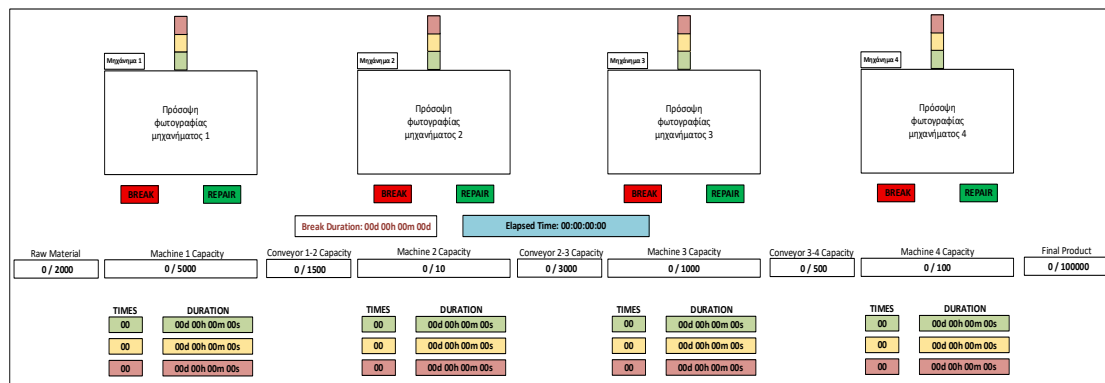 Μηχάνημα 1
Μηχάνημα 2
Μηχάνημα 3
Μηχάνημα 4
Πρόσοψη
φωτογραφίας
μηχανήματος 1
Πρόσοψη
φωτογραφίας
μηχανήματος 2
Πρόσοψη
φωτογραφίας
μηχανήματος 3
Πρόσοψη
φωτογραφίας
μηχανήματος 4
BREAK REPAIR BREAK REPAIR BREAK REPAIR BREAK REPAIR
Break Duration: 00d 00h 00m 00d Elapsed Time: 00:00:00:00
Raw Material Machine 1 Capacity Conveyor 1-2 Capacity Machine 2 Capacity Conveyor 2-3 Capacity Machine 3 Capacity Conveyor 3-4 Capacity Machine 4 Capacity Final Product
0 / 2000 0 / 5000 0 / 1500 0 / 10 0 / 3000 0 / 1000 0 / 500 0 / 100 0 / 100000
TIMES DURATION TIMES DURATION TIMES DURATION TIMES DURATION
00 00d 00h 00m 00s 00 00d 00h 00m 00s 00 00d 00h 00m 00s 00 00d 00h 00m 00s
00 00d 00h 00m 00s 00 00d 00h 00m 00s 00 00d 00h 00m 00s 00 00d 00h 00m 00s
00 00d 00h 00m 00s 00 00d 00h 00m 00s 00 00d 00h 00m 00s 00 00d 00h 00m 00s